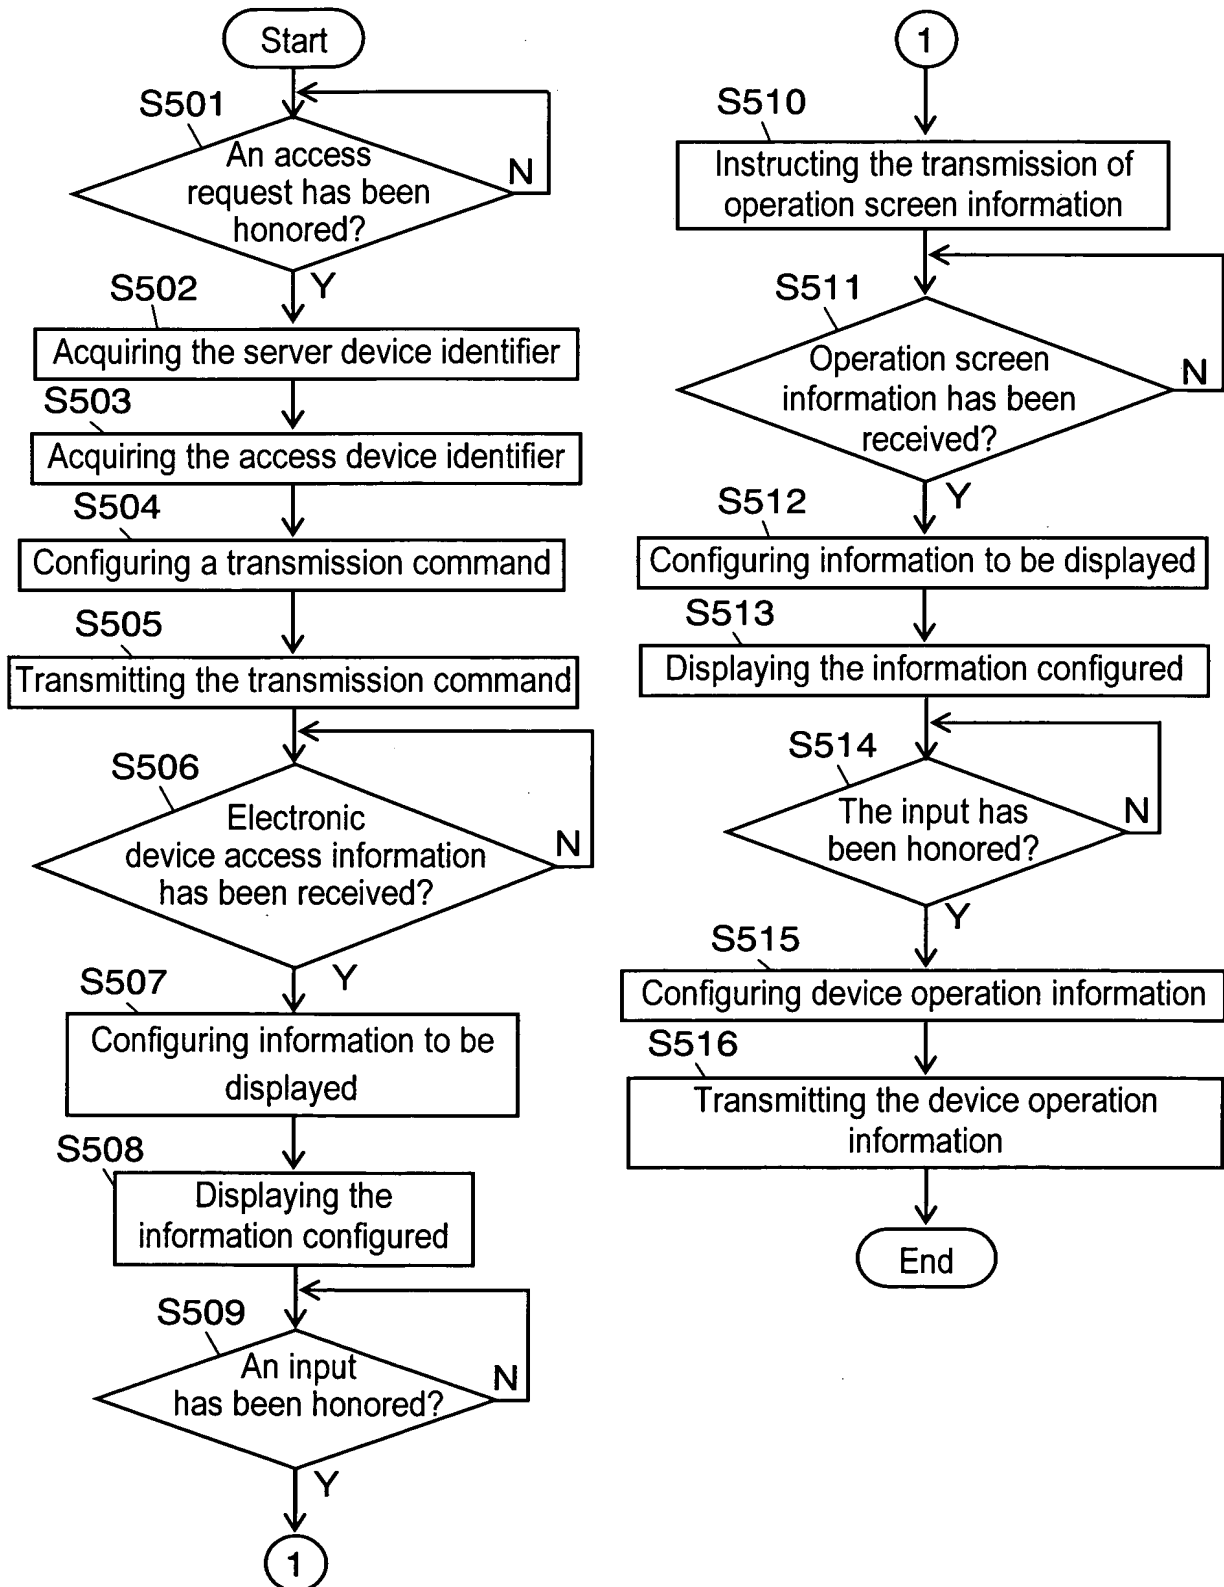 Start
S501
An access
request has been
honored?
N
Y
S502
Acquiring the server device identifier
S503
Acquiring the access device identifier
S504
Configuring a transmission command
S505
Transmitting the transmission command
S506
Electronic
device access information
has been received?
N
Y
S507
Configuring information to be
displayed
S508
Displaying the
information configured
S509
An input
has been honored?
N
Y
1
1
S510
Instructing the transmission of
operation screen information
S511
Operation screen
information has been
received?
N
Y
S512
Configuring information to be displayed
S513
Displaying the information configured
S514
The input has
been honored?
N
Y
S515
Configuring device operation information
S516
Transmitting the device operation
information
End